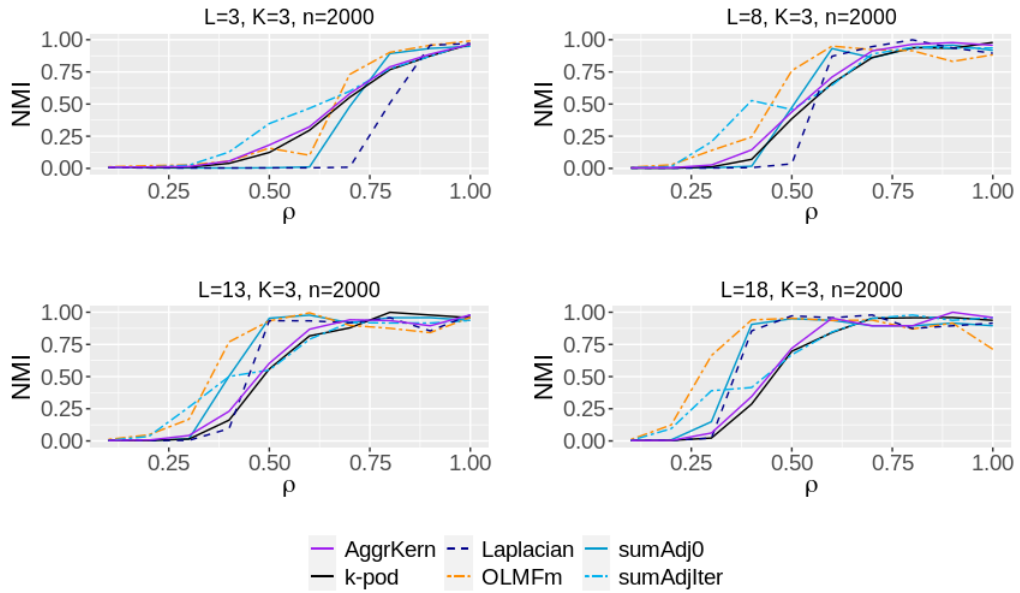 L=3, K=3, n=2000
L=8, K=3, n=2000
NMI
1.00
0.75
0.50
0.25
0.00
0.25 0.50 0.75 1.00
ρ
NMI
1.00
0.75
0.50
0.25
0.00
0.25 0.50 0.75 1.00
ρ
L=13, K=3, n=2000
L=18, K=3, n=2000
NMI
1.00
0.75
0.50
0.25
0.00
0.25 0.50 0.75 1.00
ρ
NMI
1.00
0.75
0.50
0.25
0.00
0.25 0.50 0.75 1.00
ρ
AggrKern Laplacian sumAdj0
k-pod OLMFm sumAdjIter